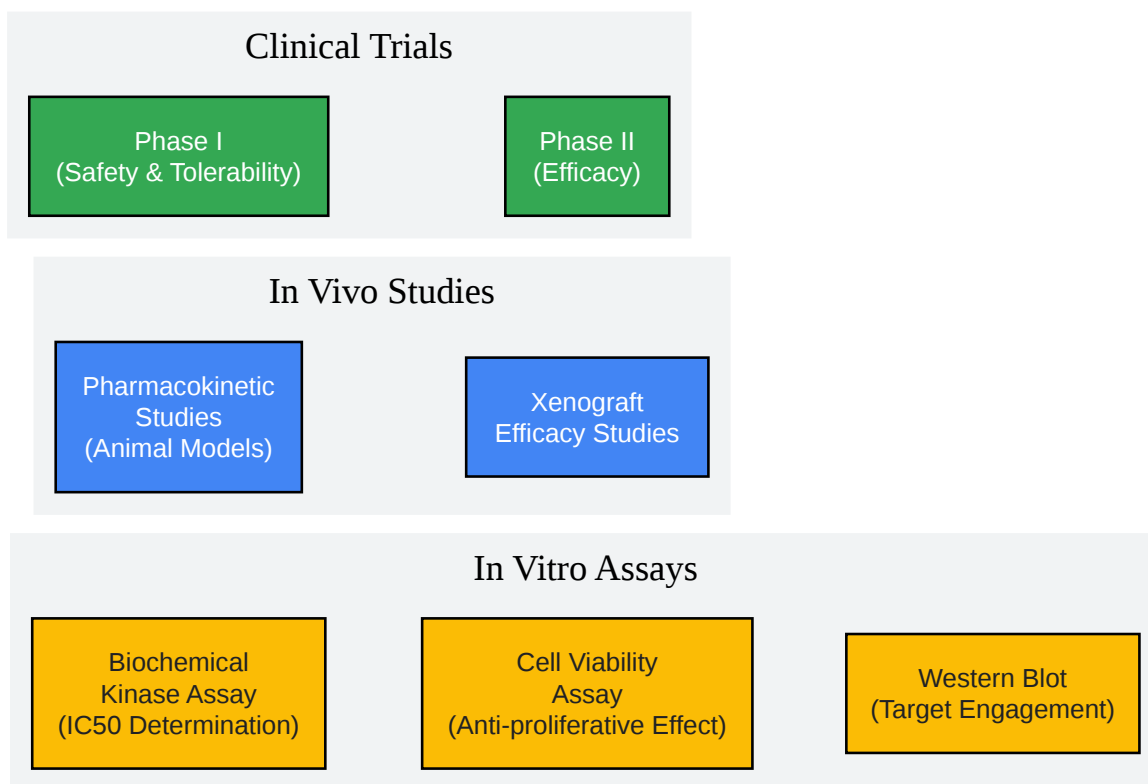 Clinical Trials
Phase I
(Safety & Tolerability)
Phase II
(Efficacy)
In Vivo Studies
Pharmacokinetic
Studies
(Animal Models)
Xenograft
Efficacy Studies
In Vitro Assays
Biochemical
Kinase Assay
(IC50 Determination)
Cell Viability
Assay
(Anti-proliferative Effect)
Western Blot
(Target Engagement)